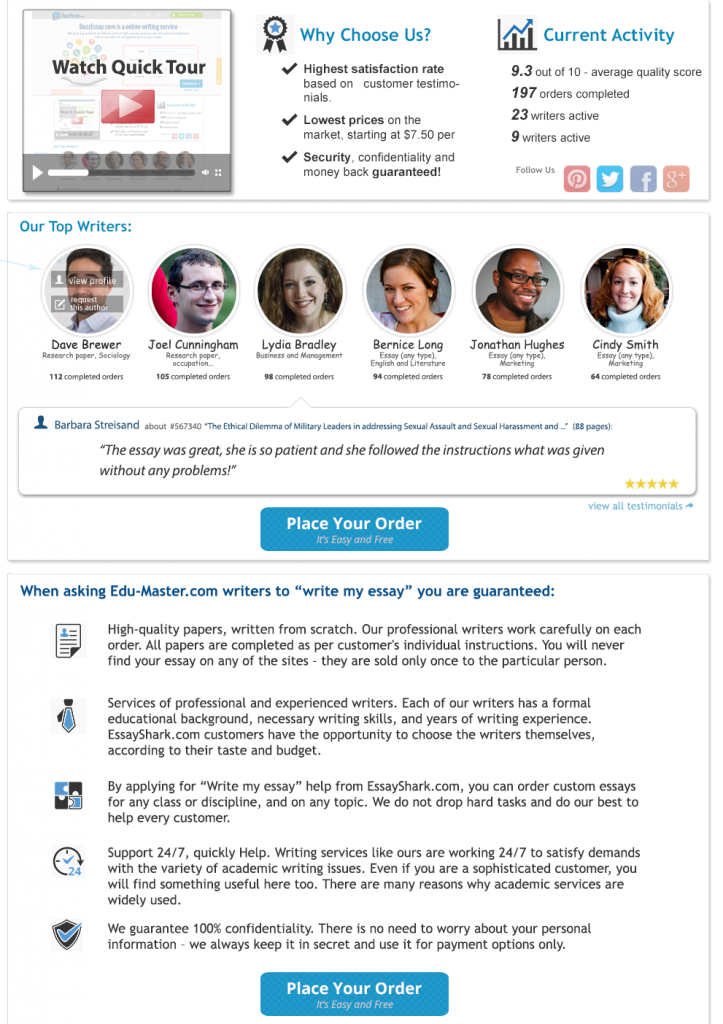 BuzzEssay.com is a online writing service
Watch Quick Tour
Why Choose Us?
Highest satisfaction rate
based on customer testimo-
nials.
Lowest prices on the
market, starting at $7.50 per
Security, confidentiality and
money back guaranteed!
Current Activity
9.3 out of 10 - average quality score
197 orders completed
23 writers active
9 writers active
Follow Us
Our Top Writers:
view profile
request
this author
Dave Brewer
Research paper, Sociology
112 completed orders
Joel Cunningham
Research paper,
occupation...
105 completed orders
Lydia Bradley
Business and Management
98 completed orders
Bernice Long
Essay (any type),
English and Literature
94 completed orders
Jonathan Hughes
Essay (any type),
Marketing
78 completed orders
Cindy Smith
Essay (any type),
Marketing
64 completed orders
Barbara Streisand about #567340 "The Ethical Dilemma of Military Leaders in addressing Sexual Assault and Sexual Harassment and .." (88 pages):
"The essay was great, she is so patient and she followed the instructions what was given
without any problems!"
view all testimonials
Place Your Order
It's Easy and Free
When asking Edu-Master.com writers to "write my essay" you are guaranteed:
High-quality papers, written from scratch. Our professional writers work carefully on each
order. All papers are completed as per customer's individual instructions. You will never
find your essay on any of the sites – they are sold only once to the particular person.
Services of professional and experienced writers. Each of our writers has a formal
educational background, necessary writing skills, and years of writing experience.
EssayShark.com customers have the opportunity to choose the writers themselves,
according to their taste and budget.
By applying for "Write my essay" help from EssayShark.com, you can order custom essays
for any class or discipline, and on any topic. We do not drop hard tasks and do our best to
help every customer.
24
Support 24/7, quickly Help. Writing services like ours are working 24/7 to satisfy demands
with the variety of academic writing issues. Even if you are a sophisticated customer, you
will find something useful here too. There are many reasons why academic services are
widely used.
We guarantee 100% confidentiality. There is no need to worry about your personal
information – we always keep it in secret and use it for payment options only.
Place Your Order
It's Easy and Free